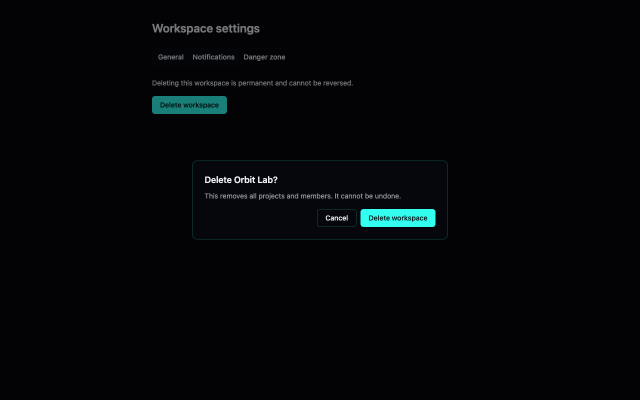 Workspace settings
General Notifications Danger zone
Deleting this workspace is permanent and cannot be reversed.
Delete workspace
Delete Orbit Lab?
This removes all projects and members. It cannot be undone.
Cancel Delete workspace